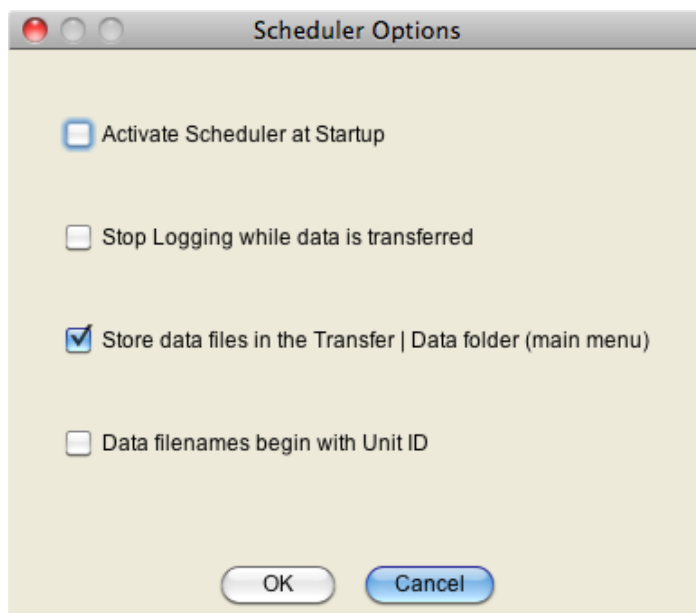 Scheduler Options
Activate Scheduler at Startup
Stop Logging while data is transferred
Store data files in the Transfer | Data folder (main menu)
Data filenames begin with Unit ID
OK
Cancel